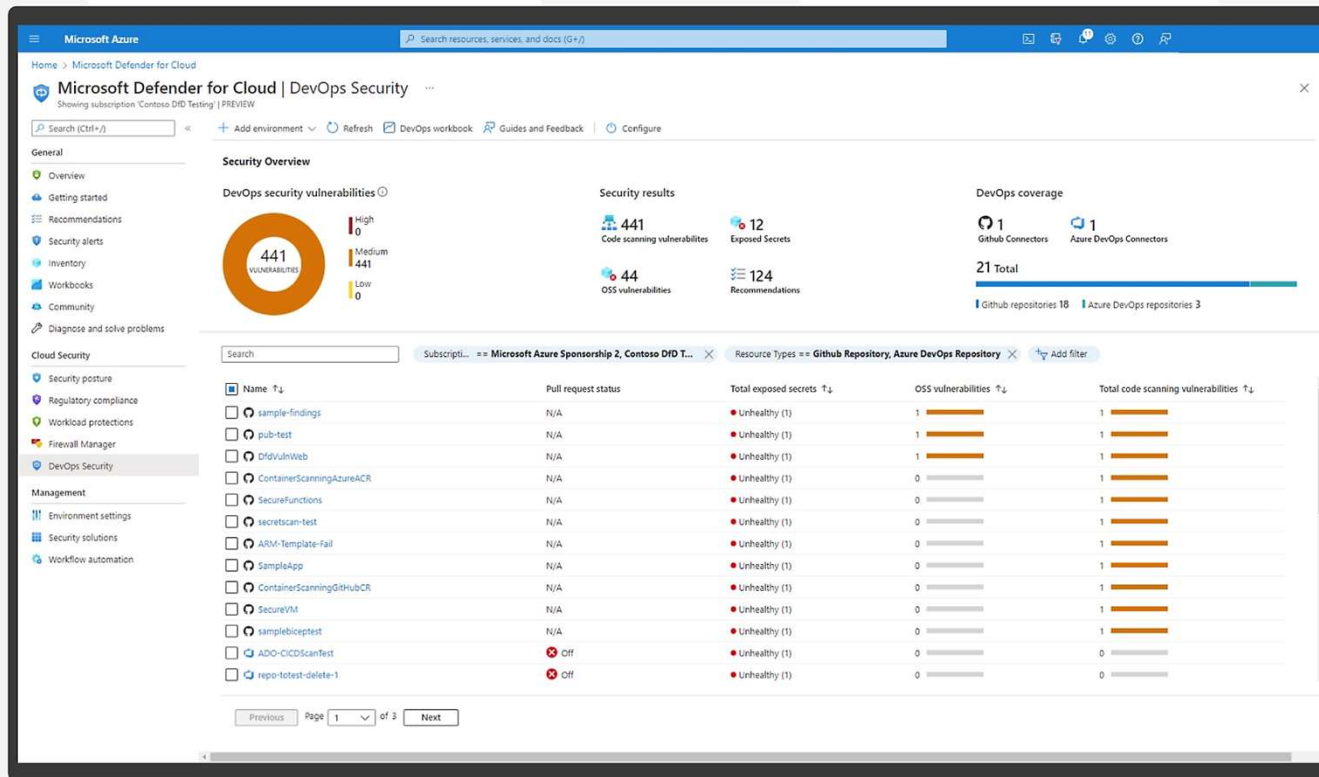 Microsoft Azure
Search resources, services, and docs (G+/)
11
Home > Microsoft Defender for Cloud
Microsoft Defender for Cloud | DevOps Security ...
Showing subscription 'Contoso DfD Testing' | PREVIEW
Search (Ctrl+/)
«
Add environment
Refresh
DevOps workbook
Guides and Feedback
Configure
General
Overview
Getting started
Recommendations
Security alerts
Inventory
Workbooks
Community
Diagnose and solve problems
Cloud Security
Security posture
Regulatory compliance
Workload protections
Firewall Manager
DevOps Security
Management
Environment settings
Security solutions
Workflow automation
Security Overview
DevOps security vulnerabilities
441
VULNERABILITIES
High
0
Medium
441
Low
0
Security results
441
Code scanning vulnerabilites
12
Exposed Secrets
44
OSS vulnerabilities
124
Recommendations
DevOps coverage
1
Github Connectors
1
Azure DevOps Connectors
21 Total
Github repositories 18
Azure DevOps repositories 3
Search
Subscripti... == Microsoft Azure Sponsorship 2, Contoso DfD T...
Resource Types == Github Repository, Azure DevOps Repository
Add filter
Name ↑↓ Pull request status Total exposed secrets ↑↓ OSS vulnerabilities ↑↓ Total code scanning vulnerabilities ↑↓
sample-findings N/A Unhealthy (1) 1 1
pub-test N/A Unhealthy (1) 1 1
DfdVulnWeb N/A Unhealthy (1) 1 1
ContainerScanningAzureACR N/A Unhealthy (1) 0 1
SecureFunctions N/A Unhealthy (1) 0 1
secretscan-test N/A Unhealthy (1) 0 1
ARM-Template-Fail N/A Unhealthy (1) 0 1
SampleApp N/A Unhealthy (1) 0 1
ContainerScanningGitHubCR N/A Unhealthy (1) 0 1
SecureVM N/A Unhealthy (1) 0 1
samplebiceptest N/A Unhealthy (1) 0 1
ADO-CICDScanTest Off Unhealthy (1) 0 0
repo-totest-delete-1 Off Unhealthy (1) 0 0
Previous Page 1 of 3 Next